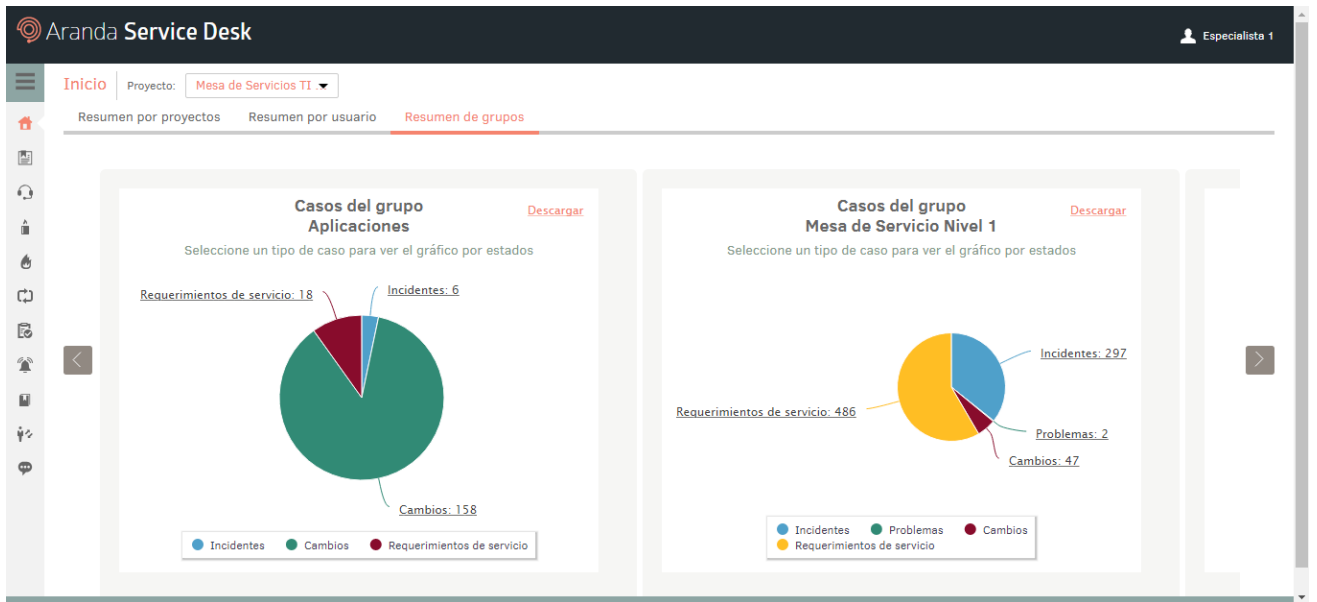 Aranda Service Desk
Especialista 1
Inicio
Proyecto:
Mesa de Servicios TI .
Resumen por proyectos
Resumen por usuario
Resumen de grupos
Casos del grupo
Aplicaciones
Descargar
Seleccione un tipo de caso para ver el gráfico por estados
Requerimientos de servicio: 18
Incidentes: 6
Cambios: 158
Incidentes
Cambios
Requerimientos de servicio
Casos del grupo
Mesa de Servicio Nivel 1
Descargar
Seleccione un tipo de caso para ver el gráfico por estados
Incidentes: 297
Requerimientos de servicio: 486
Problemas: 2
Cambios: 47
Incidentes
Problemas
Cambios
Requerimientos de servicio